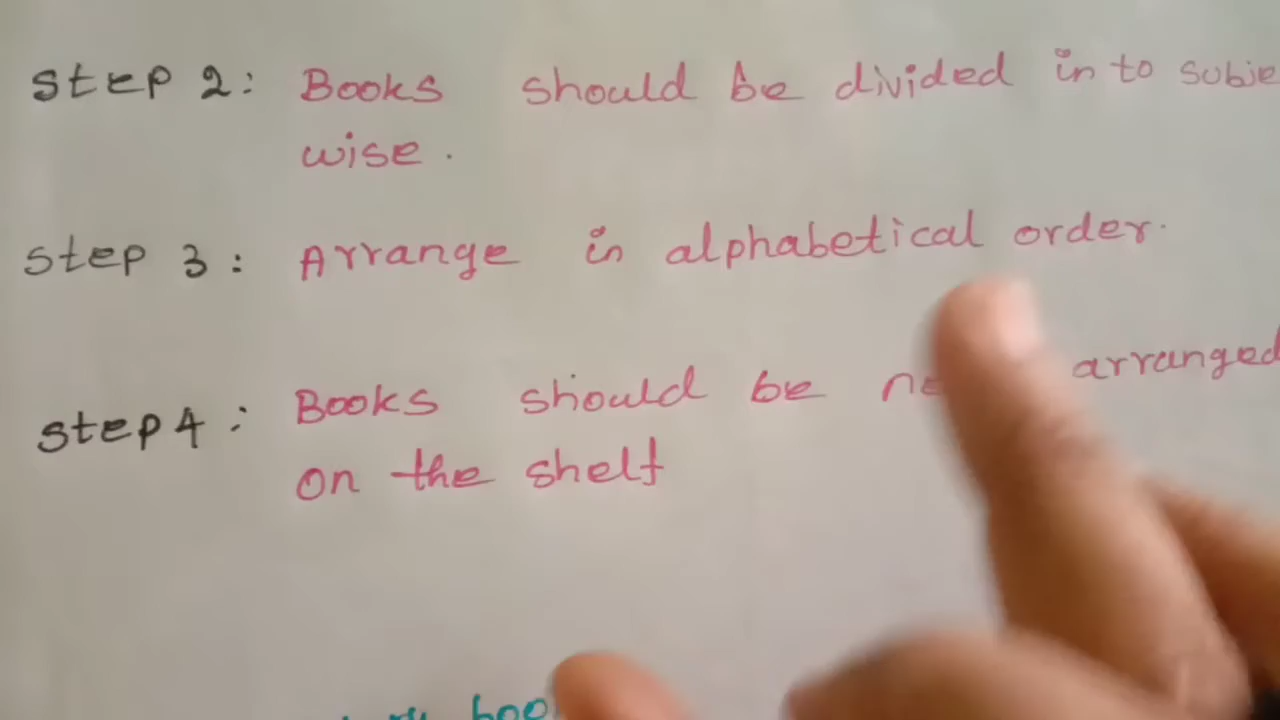 step 2: Books should be divided in to subje
wise.
step 3: Arrange in alphabetical order.
step 4: Books should be arranged
on the shelf